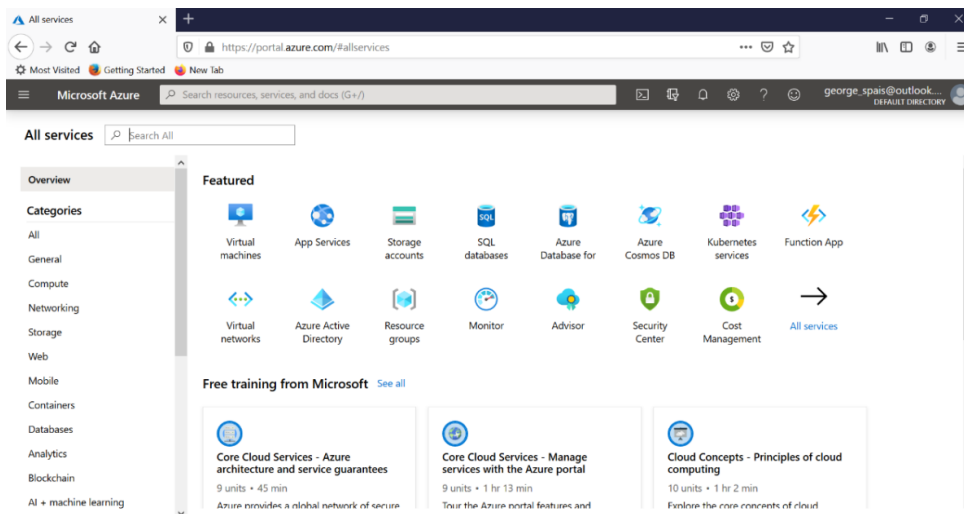 All services
https://portal.azure.com/#allservices
Most Visited Getting Started New Tab
Microsoft Azure
Search resources, services, and docs (G+/)
george_spais@outlook....
DEFAULT DIRECTORY
All services
Search All
Overview
Categories
All
General
Compute
Networking
Storage
Web
Mobile
Containers
Databases
Analytics
Blockchain
AI + machine learning
Featured
Virtual machines
App Services
Storage accounts
SQL
SQL databases
Azure Database for
Azure Cosmos DB
Kubernetes services
Function App
Virtual networks
Azure Active Directory
Resource groups
Monitor
Advisor
Security Center
Cost Management
All services
Free training from Microsoft See all
Core Cloud Services - Azure
architecture and service guarantees
9 units • 45 min
Azure provides a global network of secure
Core Cloud Services - Manage
services with the Azure portal
9 units • 1 hr 13 min
Tour the Azure portal features and
Cloud Concepts - Principles of cloud
computing
10 units • 1 hr 2 min
Explore the core concepts of cloud